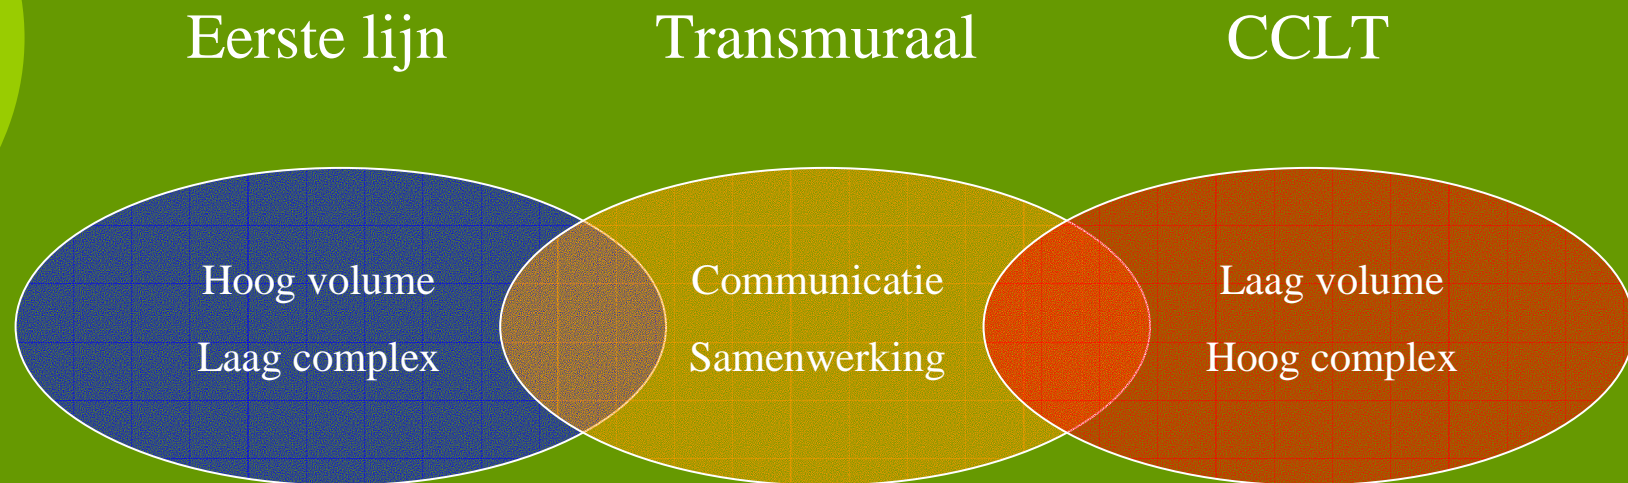 Eerste lijn
Transmuraal
CCLT
Hoog volume
Laag complex
Communicatie
Samenwerking
Laag volume
Hoog complex